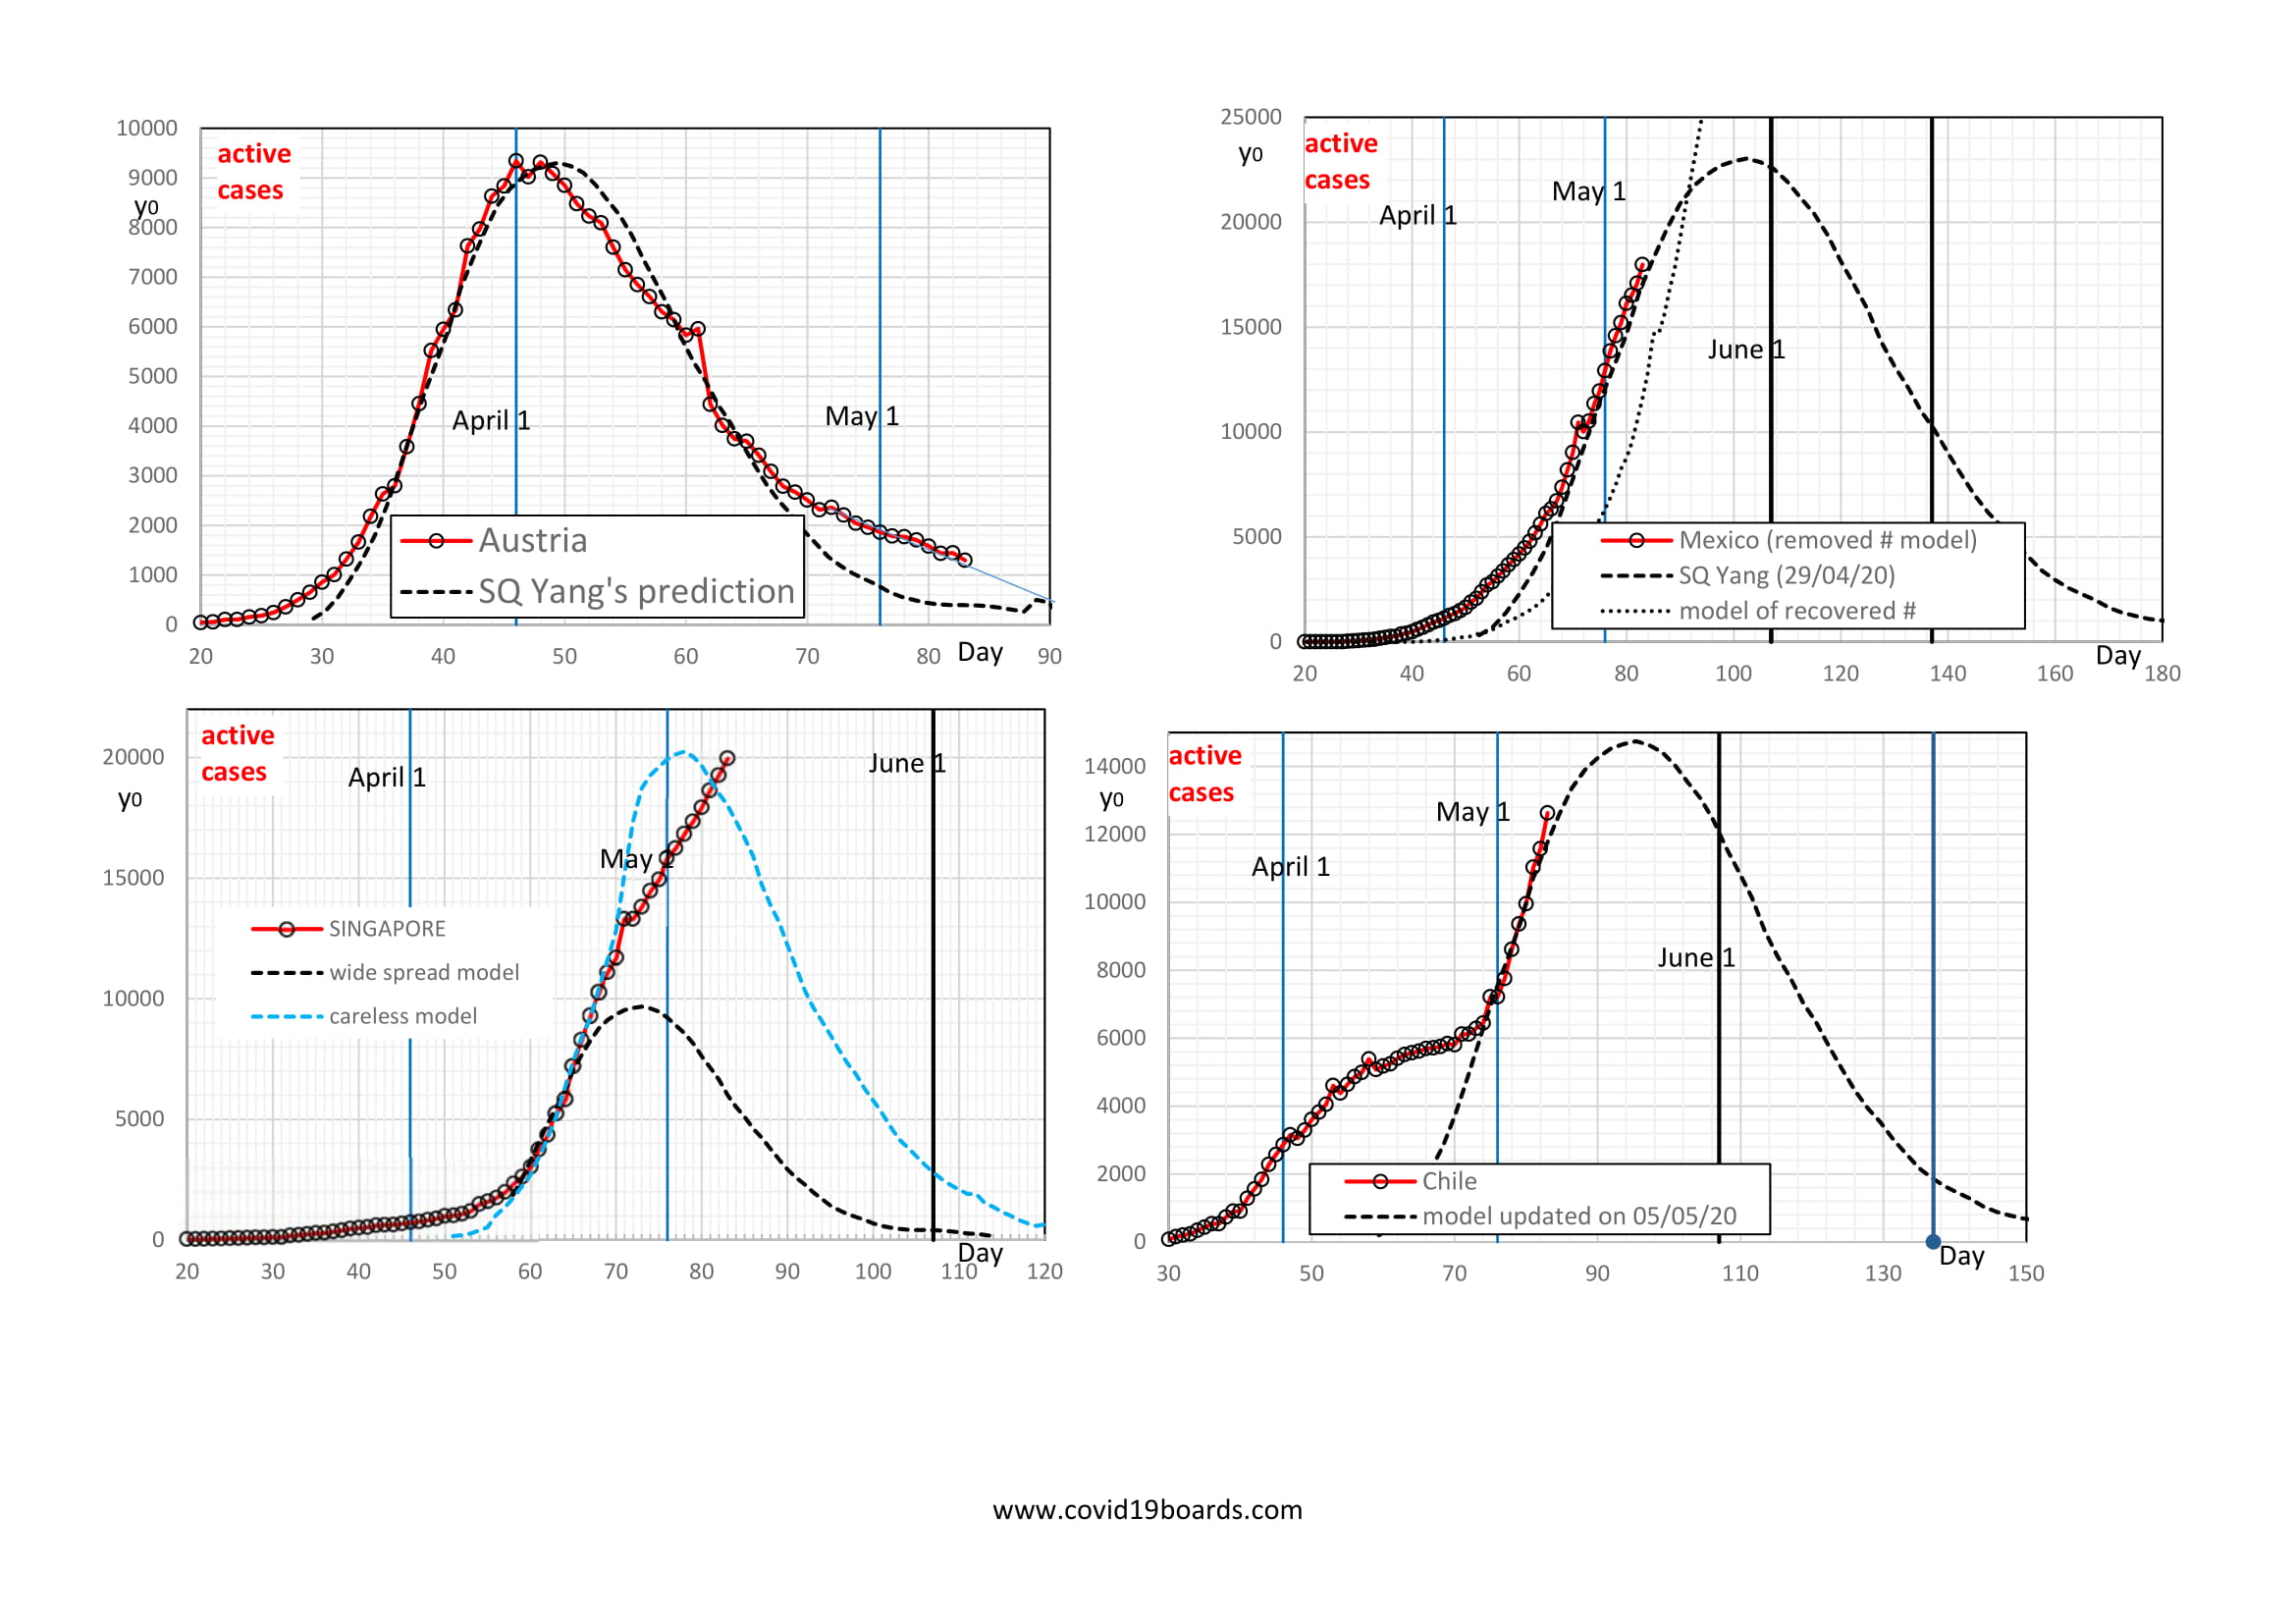 10000
9000
8000
7000
6000
5000
4000
3000
2000
1000
0
active
cases
y0
April 1
May 1
Austria
SQ Yang's prediction
20 30 40 50 60 70 80 90
Day
25000
20000
15000
10000
5000
0
active
cases
y0
April 1
May 1
June 1
Mexico (removed # model)
SQ Yang (29/04/20)
model of recovered #
20 40 60 80 100 120 140 160 180
Day
20000
15000
10000
5000
0
active
cases
y0
April 1
May 1
June 1
SINGAPORE
wide spread model
careless model
20 30 40 50 60 70 80 90 100 110 120
Day
14000
12000
10000
8000
6000
4000
2000
0
active
cases
y0
April 1
May 1
June 1
Chile
model updated on 05/05/20
30 50 70 90 110 130 150
Day
www.covid19boards.com